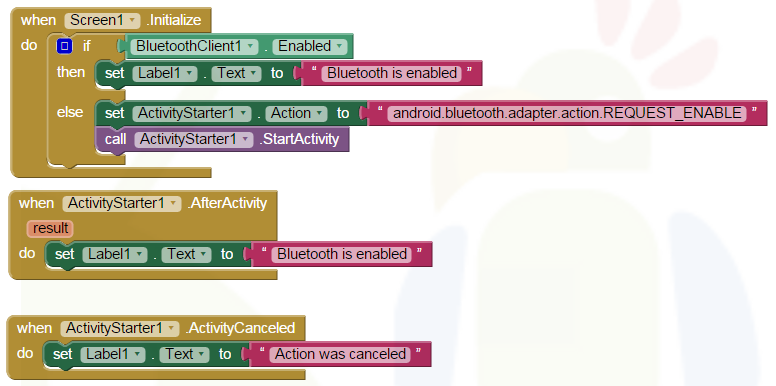 when Screen1 .Initialize
do if BluetoothClient1 . Enabled
then set Label1 . Text to “ Bluetooth is enabled ”
else set ActivityStarter1 . Action to “ android.bluetooth.adapter.action.REQUEST_ENABLE ”
call ActivityStarter1 .StartActivity
when ActivityStarter1 .AfterActivity
result
do set Label1 . Text to “ Bluetooth is enabled ”
when ActivityStarter1 .ActivityCanceled
do set Label1 . Text to “ Action was canceled ”